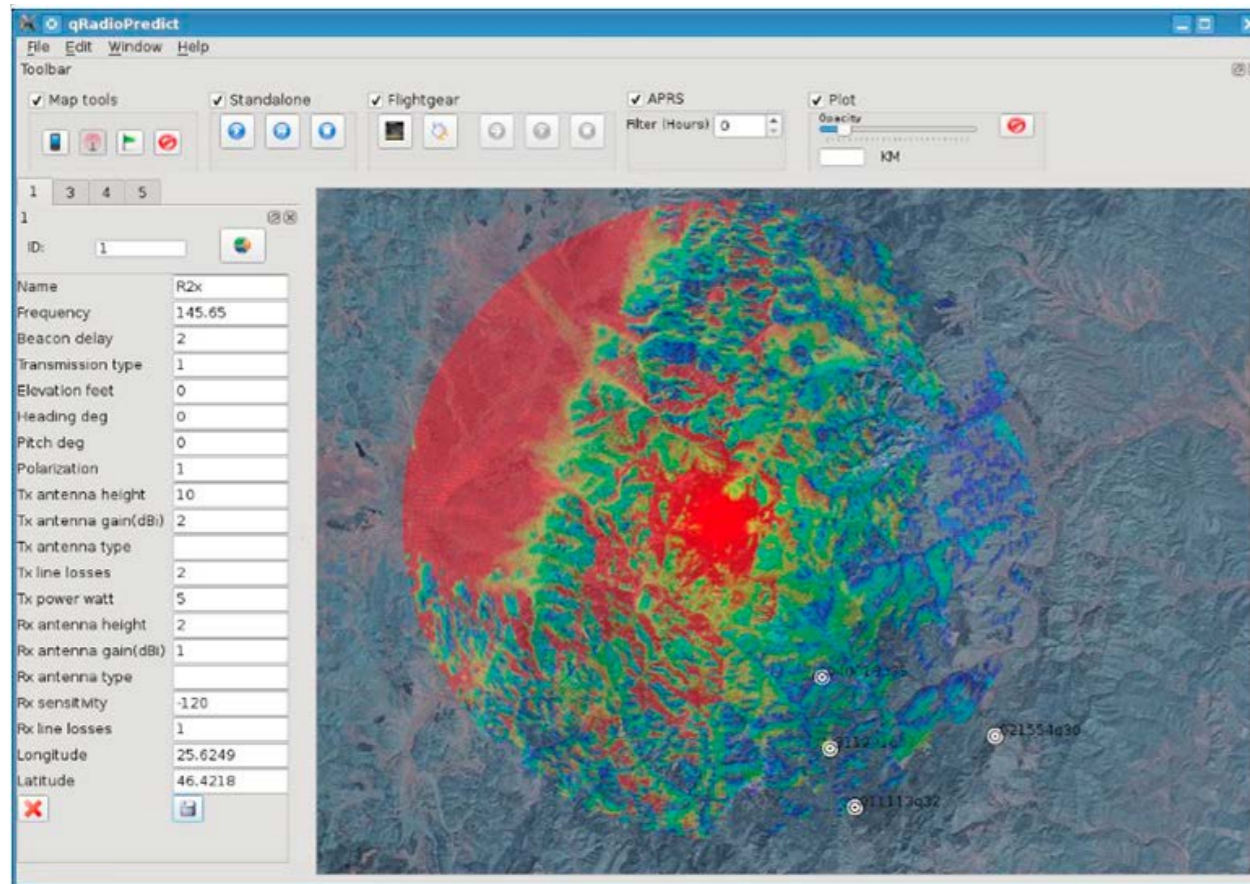 qRadioPredict
File Edit Window Help
Toolbar
Map tools Standalone Flightgear APRS Plot
Filter (Hours) 0
Opacity
KM
1 3 4 5
1
ID: 1
Name R2x
Frequency 145.65
Beacon delay 2
Transmission type 1
Elevation feet 0
Heading deg 0
Pitch deg 0
Polarization 1
Tx antenna height 10
Tx antenna gain(dBi) 2
Tx antenna type
Tx line losses 2
Tx power watt 5
Rx antenna height 2
Rx antenna gain(dBi) 1
Rx antenna type
Rx sensitivity -120
Rx line losses 1
Longitude 25.6249
Latitude 46.4218